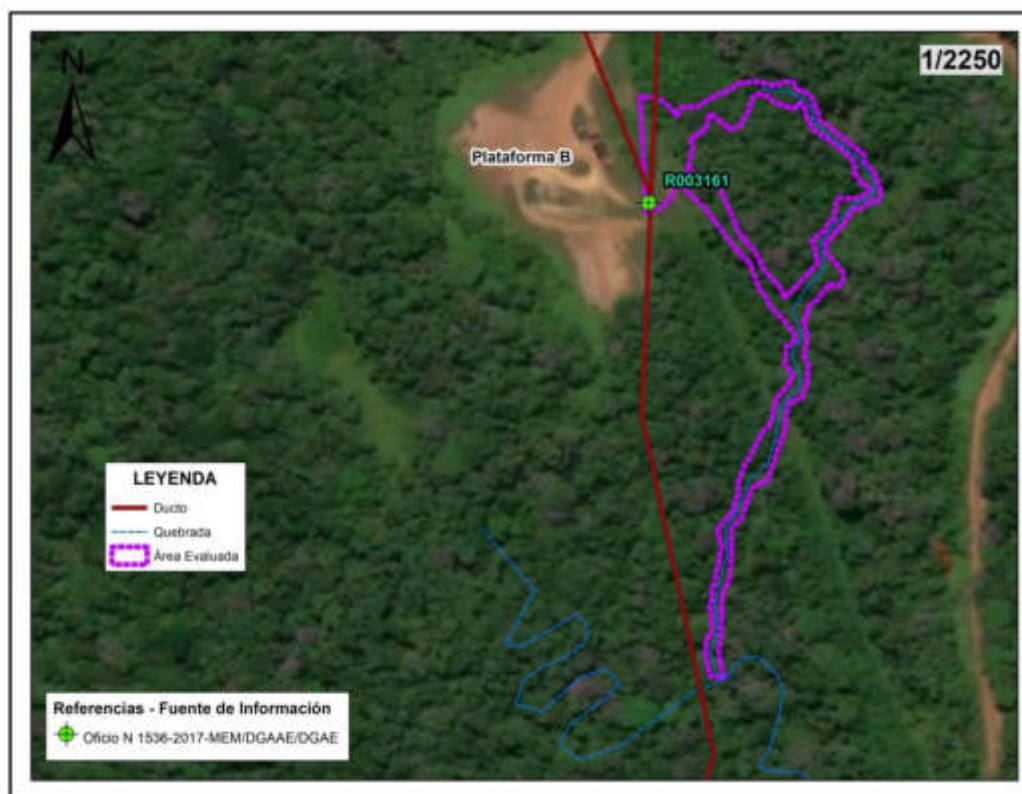 N
1/2250
Plataforma B
R003161
LEYENDA
Ducto
Quebrada
Área Evaluada
Referencias - Fuente de Información
Oficio N 1536-2017-MEM/DGAAE/DGAE